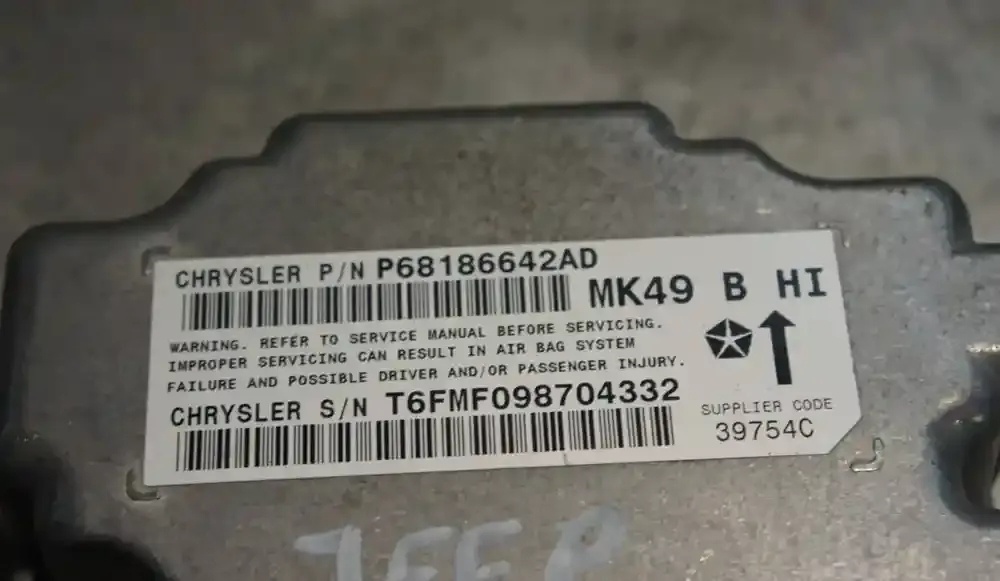 CHRYSLER P/N P68186642AD
MK49 B HI
WARNING. REFER TO SERVICE MANUAL BEFORE SERVICING.
IMPROPER SERVICING CAN RESULT IN AIR BAG SYSTEM
FAILURE AND POSSIBLE DRIVER AND/OR PASSENGER INJURY.
CHRYSLER S/N T6FMF098704332
SUPPLIER CODE
39754C
JEEP